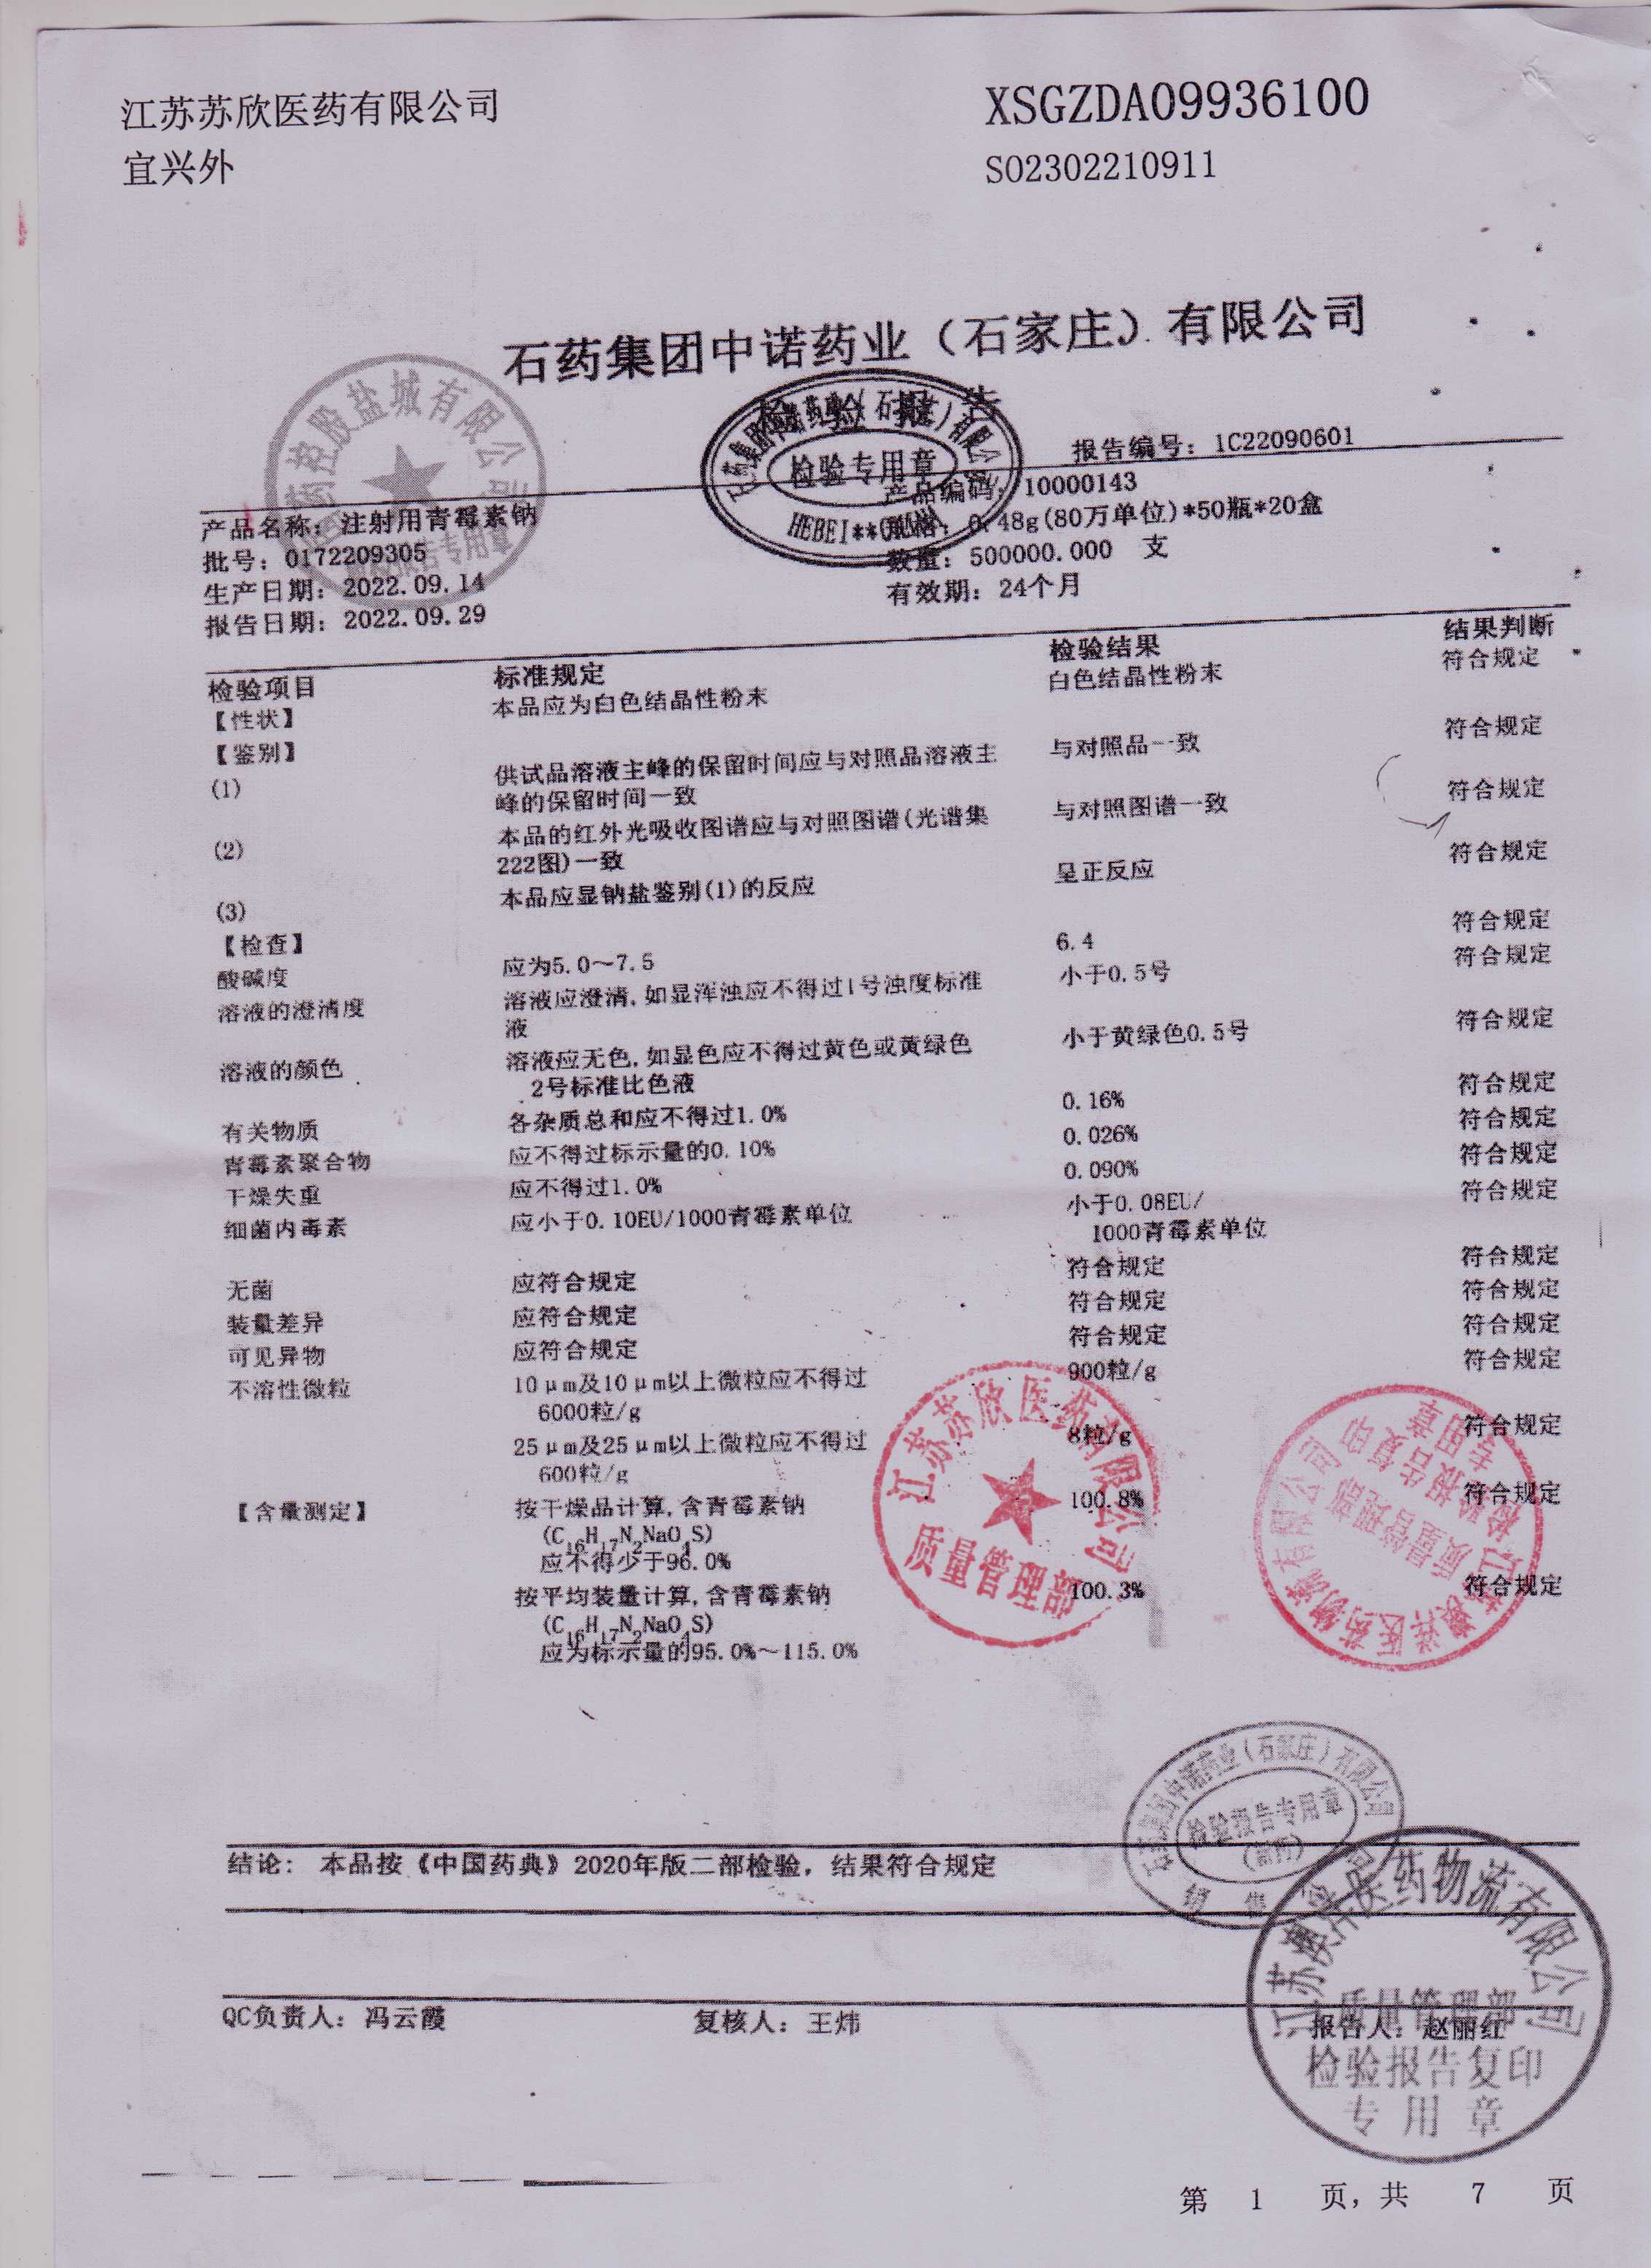 江苏苏欣医药有限公司
XSGZDA09936100
宜兴外
SO2302210911
石药集团中诺药业（石家庄）有限公司
检 验 报 告
报告编号：1C22090601
检验专用章
HEBEI**CHINA
产品名称：注射用青霉素钠
产品编码：10000143
批号：0172209305
规格：0.48g(80万单位)*50瓶*20盒
生产日期：2022.09.14
数量：500000.000 支
报告日期：2022.09.29
有效期：24个月
检验项目 标准规定 检验结果 结果判断
【性状】 本品应为白色结晶性粉末 白色结晶性粉末 符合规定
【鉴别】
(1) 供试品溶液主峰的保留时间应与对照品溶液主 与对照品一致 符合规定
峰的保留时间一致
(2) 本品的红外光吸收图谱应与对照图谱(光谱集 与对照图谱一致 符合规定
222图)一致
(3) 本品应显钠盐鉴别(1)的反应 呈正反应 符合规定
【检查】
酸碱度 应为5.0～7.5 6.4 符合规定
溶液的澄清度 溶液应澄清,如显浑浊应不得过1号浊度标准 小于0.5号 符合规定
液
溶液的颜色 溶液应无色,如显色应不得过黄色或黄绿色 小于黄绿色0.5号 符合规定
2号标准比色液
有关物质 各杂质总和应不得过1.0% 0.16% 符合规定
青霉素聚合物 应不得过标示量的0.10% 0.026% 符合规定
干燥失重 应不得过1.0% 0.090% 符合规定
细菌内毒素 应小于0.10EU/1000青霉素单位 小于0.08EU/ 符合规定
1000青霉素单位
无菌 应符合规定 符合规定 符合规定
装量差异 应符合规定 符合规定 符合规定
可见异物 应符合规定 符合规定 符合规定
不溶性微粒 10μm及10μm以上微粒应不得过 900粒/g 符合规定
6000粒/g
25μm及25μm以上微粒应不得过 8粒/g 符合规定
600粒/g
【含量测定】 按干燥品计算,含青霉素钠 100.8% 符合规定
(C16H17N2NaO4S)
应不得少于96.0%
按平均装量计算,含青霉素钠 100.3% 符合规定
(C16H17N2NaO4S)
应为标示量的95.0%～115.0%
江苏苏欣医药有限公司
质量管理部
石药集团中诺药业（石家庄）有限公司
检验报告专用章
结论： 本品按《中国药典》2020年版二部检验，结果符合规定
QC负责人：冯云霞 复核人：王炜 报告人：赵丽红
质量管理部
检验报告复印
专 用 章
第 1 页，共 7 页